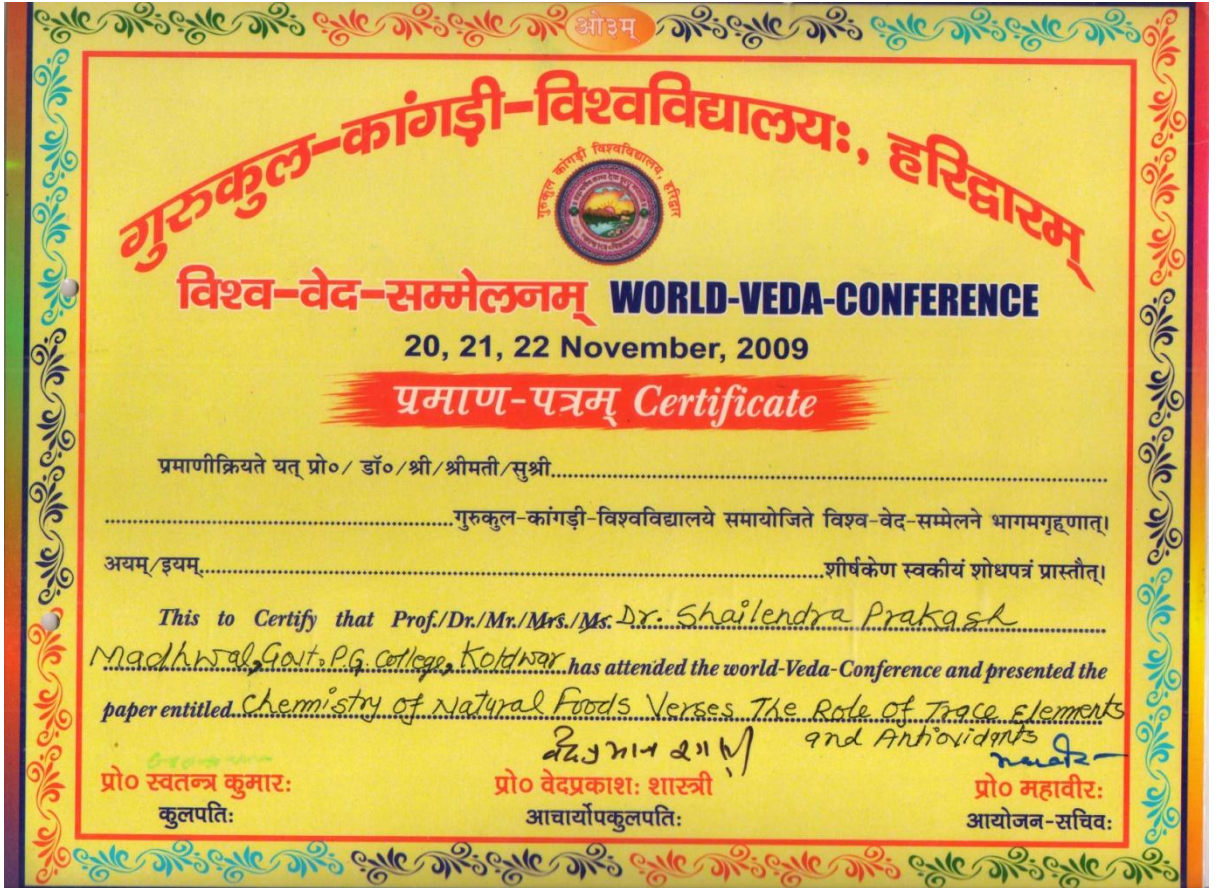 ओ३म्
गुरुकुल-कांगड़ी-विश्वविद्यालयः, हरिद्वारम्
गुरुकुल कांगड़ी विश्वविद्यालय, हरिद्वार
विश्व-वेद-सम्मेलनम् WORLD-VEDA-CONFERENCE
20, 21, 22 November, 2009
प्रमाण-पत्रम् Certificate
प्रमाणीक्रियते यत् प्रो०/ डॉ०/श्री/श्रीमती/सुश्री
गुरुकुल-कांगड़ी-विश्वविद्यालये समायोजिते विश्व-वेद-सम्मेलने भागमगृह्णात्।
अयम्/इयम् शीर्षकेण स्वकीयं शोधपत्रं प्रास्तौत्।
This to Certify that Prof./Dr./Mr./Mrs./Ms. Dr. Shailendra Prakash
Madhwal, Govt. P.G. College, Kotdwar has attended the world-Veda-Conference and presented the
paper entitled Chemistry of Natural Foods Verses The Role of Trace Elements
and Antioxidants
प्रो० स्वतन्त्र कुमारः प्रो० वेदप्रकाशः शास्त्री प्रो० महावीरः
कुलपतिः आचार्योपकुलपतिः आयोजन-सचिवः